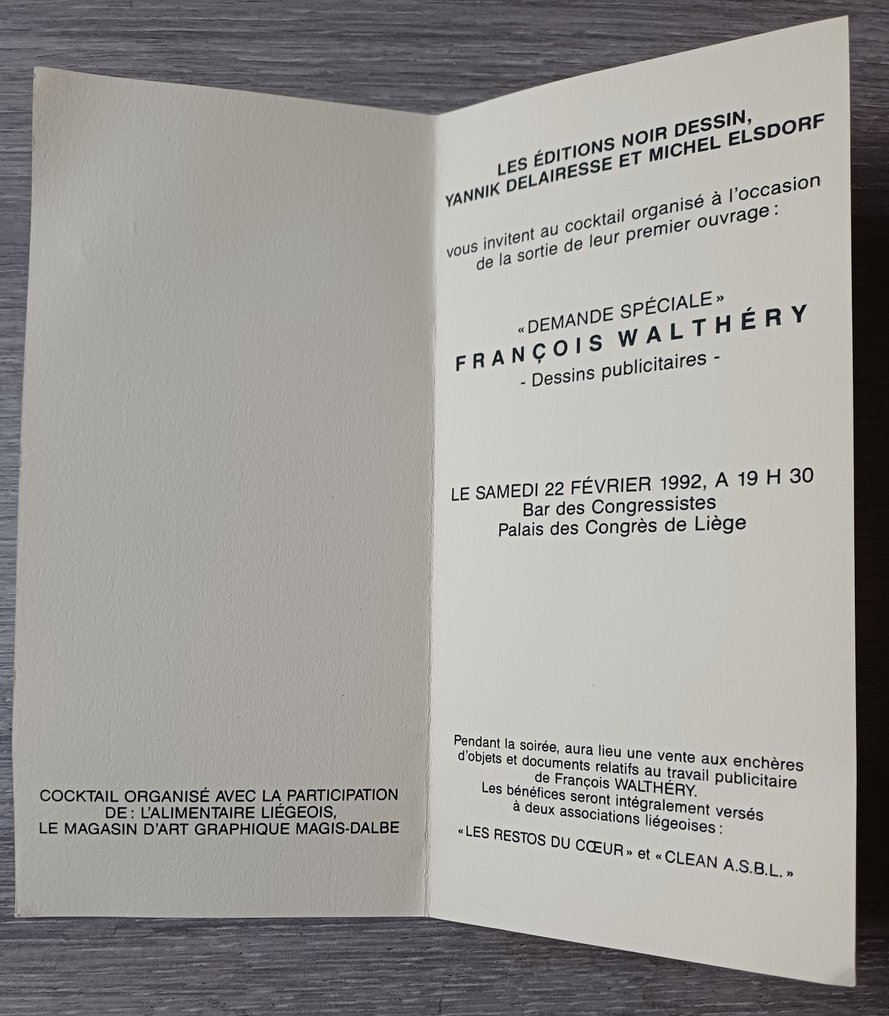 COCKTAIL ORGANISÉ AVEC LA PARTICIPATION
DE : L'ALIMENTAIRE LIÉGEOIS,
LE MAGASIN D'ART GRAPHIQUE MAGIS-DALBE
LES ÉDITIONS NOIR DESSIN,
YANNIK DELAIRESSE ET MICHEL ELSDORF
vous invitent au cocktail organisé à l'occasion
de la sortie de leur premier ouvrage :
« DEMANDE SPÉCIALE »
FRANÇOIS WALTHÉRY
- Dessins publicitaires -
LE SAMEDI 22 FÉVRIER 1992, A 19 H 30
Bar des Congressistes
Palais des Congrès de Liège
Pendant la soirée, aura lieu une vente aux enchères
d'objets et documents relatifs au travail publicitaire
de François WALTHÉRY.
Les bénéfices seront intégralement versés
à deux associations liégeoises :
« LES RESTOS DU CŒUR » et « CLEAN A.S.B.L. »